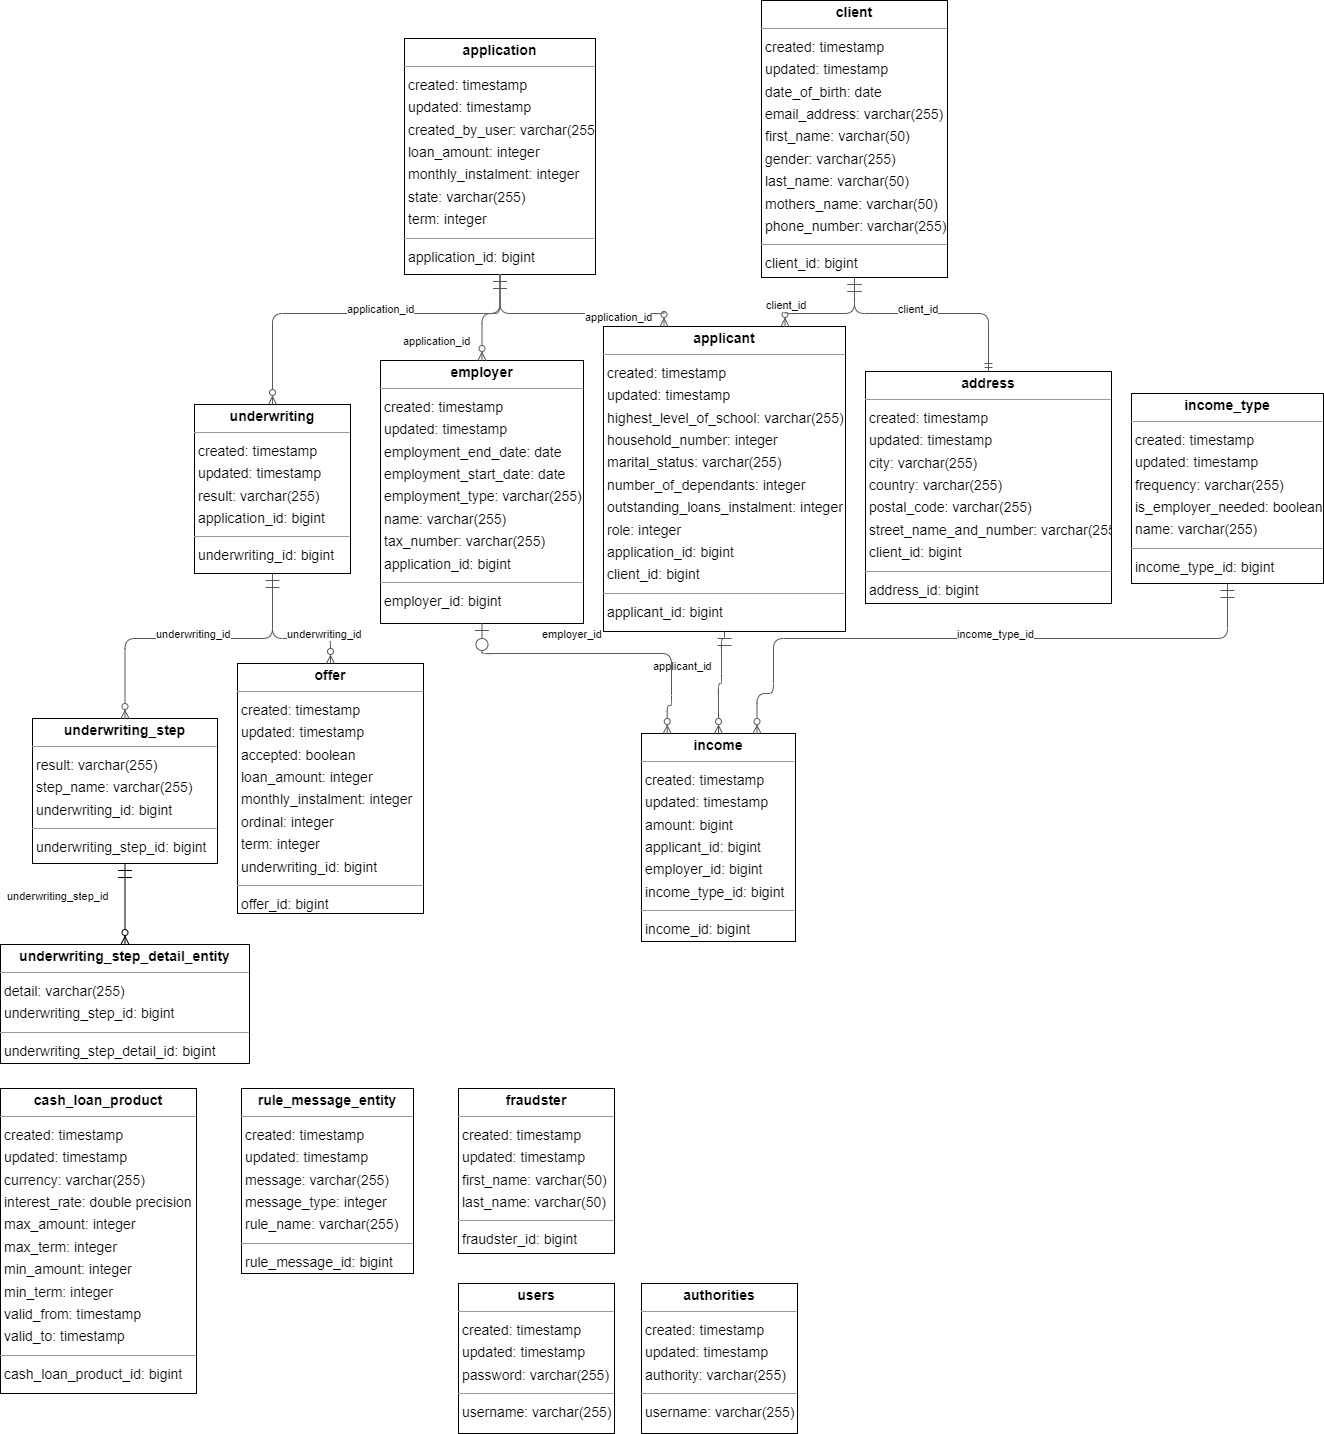 client
created: timestamp
updated: timestamp
date_of_birth: date
email_address: varchar(255)
first_name: varchar(50)
gender: varchar(255)
last_name: varchar(50)
mothers_name: varchar(50)
phone_number: varchar(255)
client_id: bigint
application
created: timestamp
updated: timestamp
created_by_user: varchar(255
loan_amount: integer
monthly_instalment: integer
state: varchar(255)
term: integer
application_id: bigint
application_id
application_id
application_id
client_id
client_id
underwriting
created: timestamp
updated: timestamp
result: varchar(255)
application_id: bigint
underwriting_id: bigint
employer
created: timestamp
updated: timestamp
employment_end_date: date
employment_start_date: date
employment_type: varchar(255)
name: varchar(255)
tax_number: varchar(255)
application_id: bigint
employer_id: bigint
applicant
created: timestamp
updated: timestamp
highest_level_of_school: varchar(255)
household_number: integer
marital_status: varchar(255)
number_of_dependants: integer
outstanding_loans_instalment: integer
role: integer
application_id: bigint
client_id: bigint
applicant_id: bigint
address
created: timestamp
updated: timestamp
city: varchar(255)
country: varchar(255)
postal_code: varchar(255)
street_name_and_number: varchar(255
client_id: bigint
address_id: bigint
income_type
created: timestamp
updated: timestamp
frequency: varchar(255)
is_employer_needed: boolean
name: varchar(255)
income_type_id: bigint
underwriting_id
underwriting_id
employer_id
applicant_id
income_type_id
underwriting_step
result: varchar(255)
step_name: varchar(255)
underwriting_id: bigint
underwriting_step_id: bigint
offer
created: timestamp
updated: timestamp
accepted: boolean
loan_amount: integer
monthly_instalment: integer
ordinal: integer
term: integer
underwriting_id: bigint
offer_id: bigint
income
created: timestamp
updated: timestamp
amount: bigint
applicant_id: bigint
employer_id: bigint
income_type_id: bigint
income_id: bigint
underwriting_step_id
underwriting_step_detail_entity
detail: varchar(255)
underwriting_step_id: bigint
underwriting_step_detail_id: bigint
cash_loan_product
created: timestamp
updated: timestamp
currency: varchar(255)
interest_rate: double precision
max_amount: integer
max_term: integer
min_amount: integer
min_term: integer
valid_from: timestamp
valid_to: timestamp
cash_loan_product_id: bigint
rule_message_entity
created: timestamp
updated: timestamp
message: varchar(255)
message_type: integer
rule_name: varchar(255)
rule_message_id: bigint
fraudster
created: timestamp
updated: timestamp
first_name: varchar(50)
last_name: varchar(50)
fraudster_id: bigint
users
created: timestamp
updated: timestamp
password: varchar(255)
username: varchar(255)
authorities
created: timestamp
updated: timestamp
authority: varchar(255)
username: varchar(255)